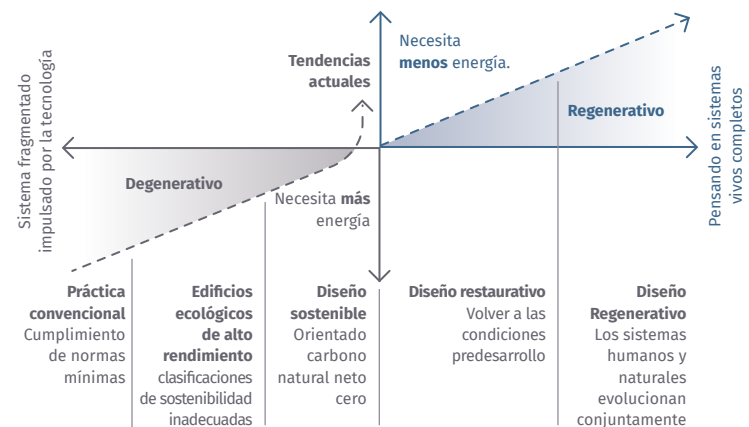 Necesita
menos energía.
Tendencias
actuales
Sistema fragmentado
impulsado por la tecnología
Pensando en sistemas
vivos completos
Regenerativo
Degenerativo
Necesita más
energía
Práctica
convencional
Cumplimiento
de normas
mínimas
Edificios
ecológicos
de alto
rendimiento
clasificaciones
de sostenibilidad
inadecuadas
Diseño
sostenible
Orientado
carbono
natural neto
cero
Diseño restaurativo
Volver a las
condiciones
predesarrollo
Diseño
Regenerativo
Los sistemas
humanos y
naturales
evolucionan
conjuntamente